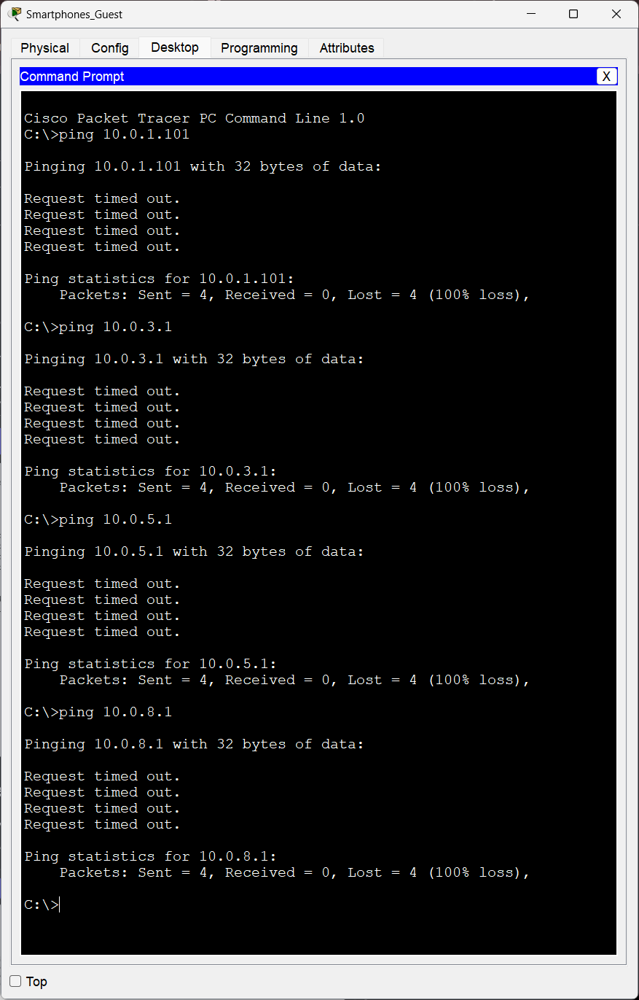 Smartphones_Guest
Physical Config Desktop Programming Attributes
Command Prompt X
Cisco Packet Tracer PC Command Line 1.0
C:\>ping 10.0.1.101
Pinging 10.0.1.101 with 32 bytes of data:
Request timed out.
Request timed out.
Request timed out.
Request timed out.
Ping statistics for 10.0.1.101:
    Packets: Sent = 4, Received = 0, Lost = 4 (100% loss),
C:\>ping 10.0.3.1
Pinging 10.0.3.1 with 32 bytes of data:
Request timed out.
Request timed out.
Request timed out.
Request timed out.
Ping statistics for 10.0.3.1:
    Packets: Sent = 4, Received = 0, Lost = 4 (100% loss),
C:\>ping 10.0.5.1
Pinging 10.0.5.1 with 32 bytes of data:
Request timed out.
Request timed out.
Request timed out.
Request timed out.
Ping statistics for 10.0.5.1:
    Packets: Sent = 4, Received = 0, Lost = 4 (100% loss),
C:\>ping 10.0.8.1
Pinging 10.0.8.1 with 32 bytes of data:
Request timed out.
Request timed out.
Request timed out.
Request timed out.
Ping statistics for 10.0.8.1:
    Packets: Sent = 4, Received = 0, Lost = 4 (100% loss),
C:\>
Top